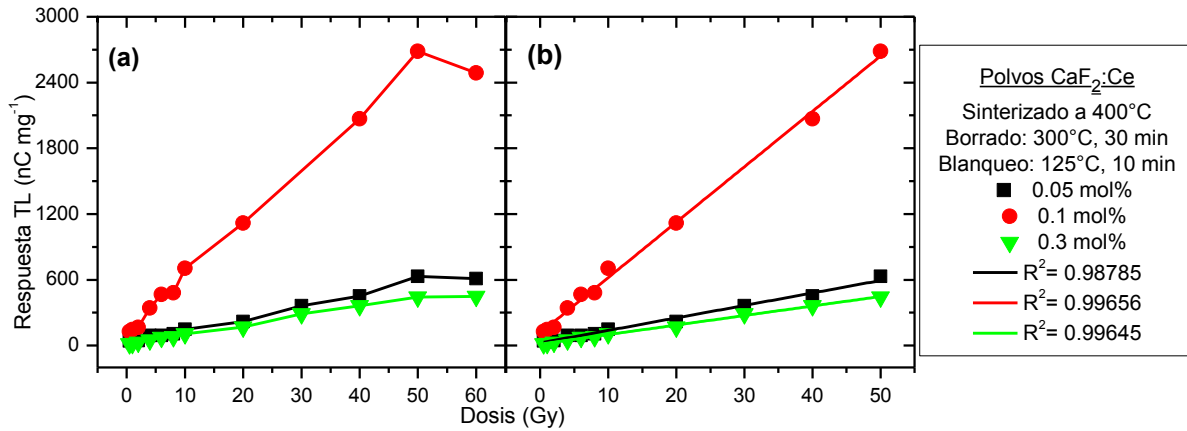 3000
2400
1800
1200
600
0
Respuesta TL (nC mg⁻¹)
(a)
(b)
0 10 20 30 40 50 60
0 10 20 30 40 50
Dosis (Gy)
Polvos CaF₂:Ce
Sinterizado a 400°C
Borrado: 300°C, 30 min
Blanqueo: 125°C, 10 min
0.05 mol%
0.1 mol%
0.3 mol%
R²= 0.98785
R²= 0.99656
R²= 0.99645